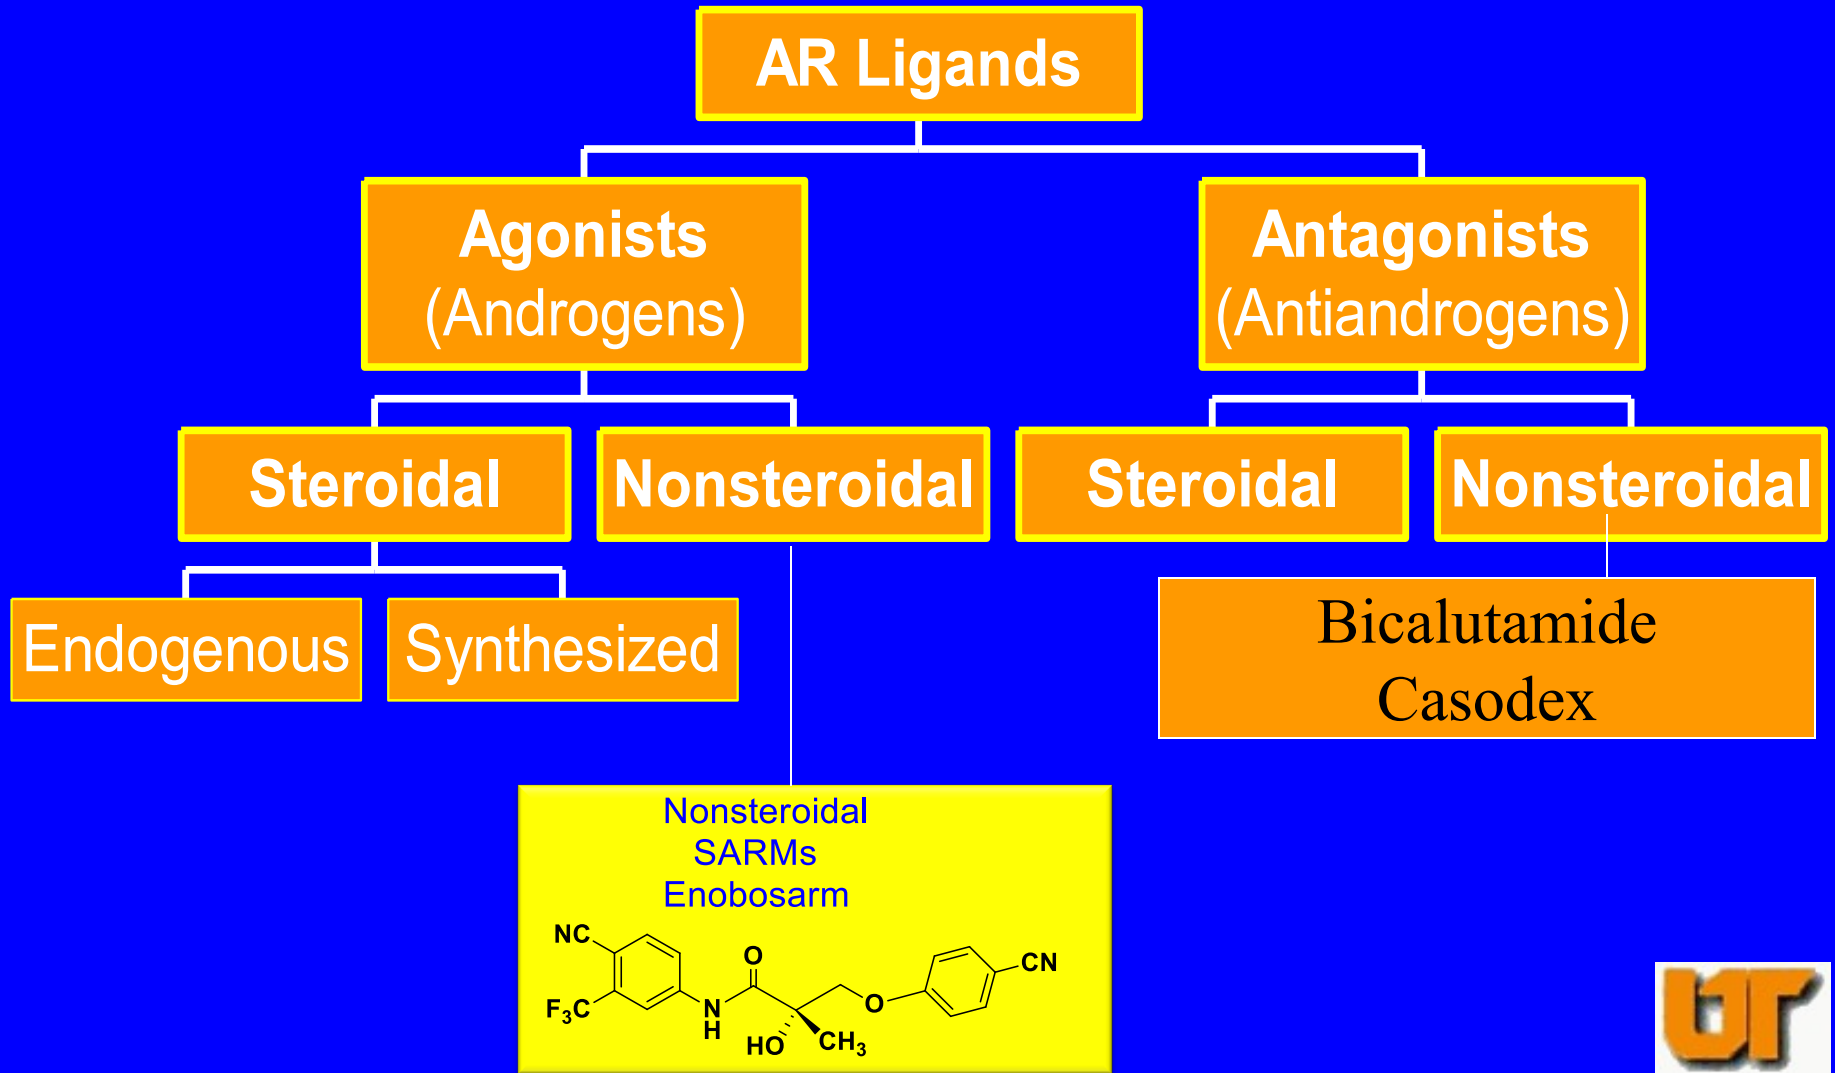 AR Ligands
Agonists
(Androgens)
Antagonists
(Antiandrogens)
Steroidal
Nonsteroidal
Steroidal
Nonsteroidal
Endogenous
Synthesized
Bicalutamide
Casodex
Nonsteroidal
SARMs
Enobosarm
NC
O
CN
F₃C
N
H
O
HO
CH₃
UT